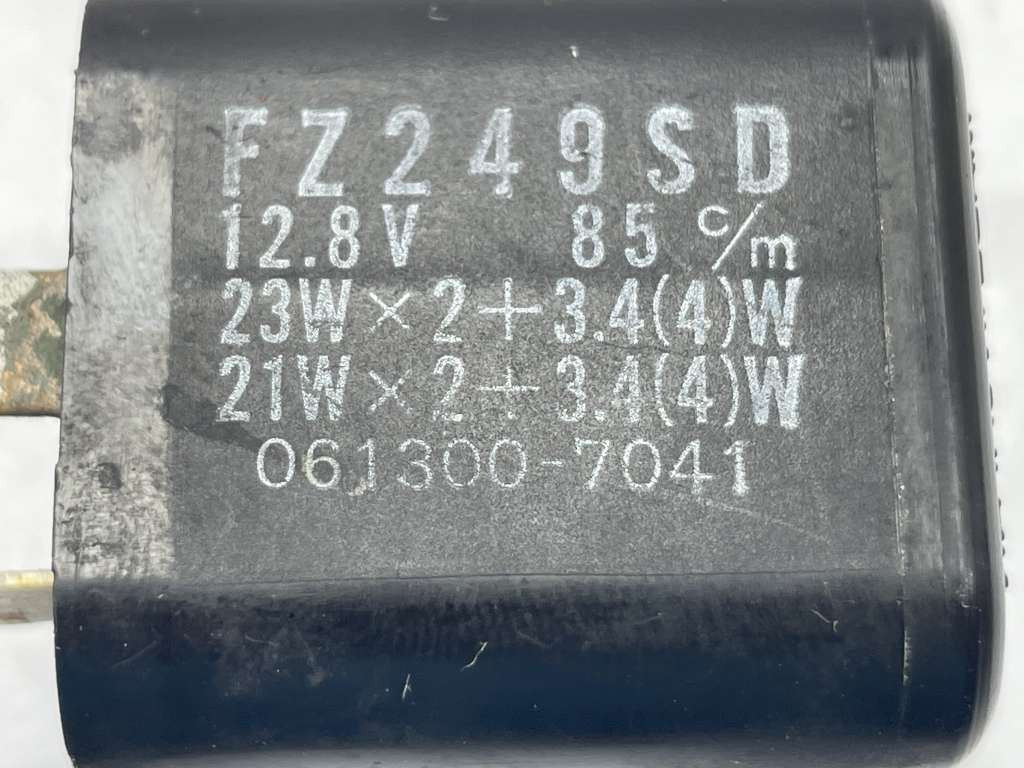 FZ249SD
12.8V 85 c/m
23W×2+3.4(4)W
21W×2+3.4(4)W
061300-7041